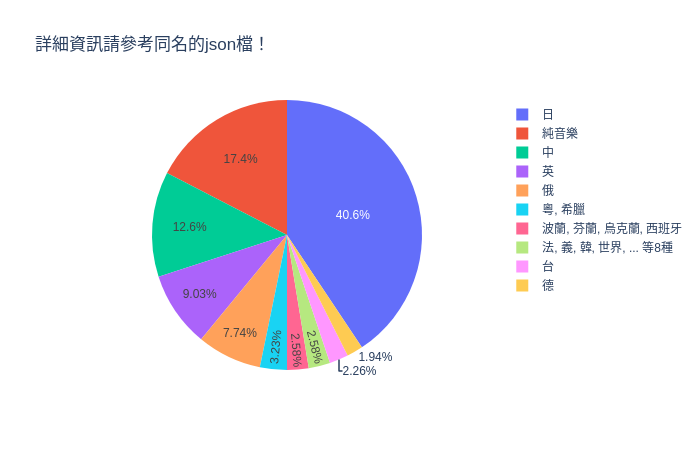 詳細資訊請參考同名的json檔！
40.6%
17.4%
12.6%
9.03%
7.74%
3.23%
2.58%
2.58%
2.26%
1.94%
日
純音樂
中
英
俄
粵, 希臘
波蘭, 芬蘭, 烏克蘭, 西班牙
法, 義, 韓, 世界, ... 等8種
台
德